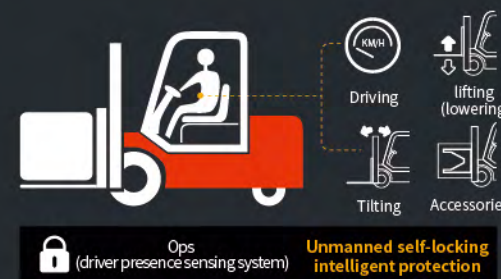 KM/H
Driving
lifting
(lowering
Tilting
Accessorie
Ops
(driver presence sensing system)
Unmanned self-locking
intelligent protection